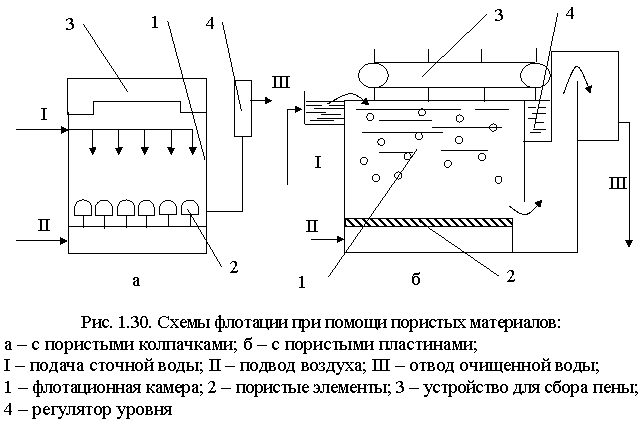 3
1
4
3
4
I
III
I
III
II
II
2
1
2
а
б
Рис. 1.30. Схемы флотации при помощи пористых материалов:
а – с пористыми колпачками; б – с пористыми пластинами;
I – подача сточной воды; II – подвод воздуха; III – отвод очищенной воды;
1 – флотационная камера; 2 – пористые элементы; 3 – устройство для сбора пены;
4 – регулятор уровня